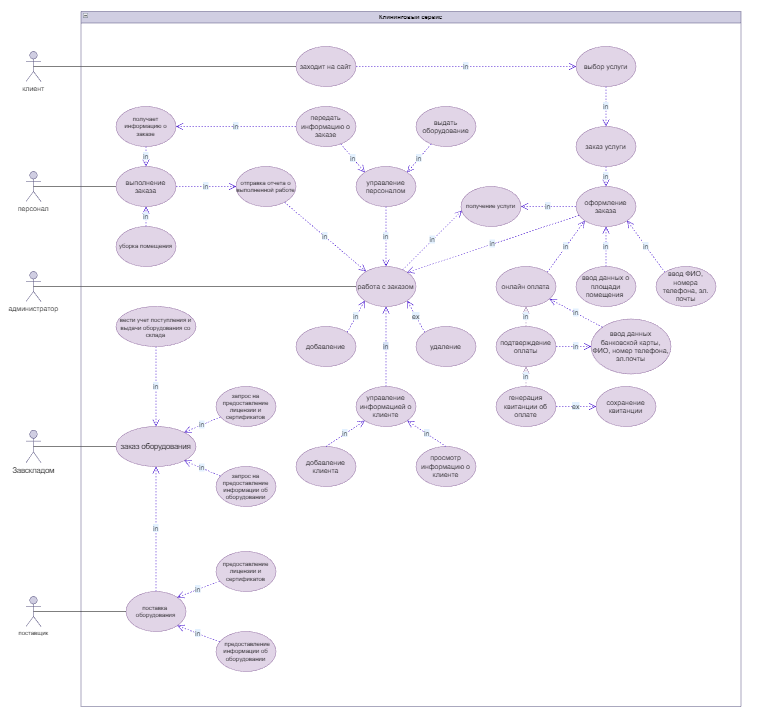 Клининговый сервис
клиент
заходит на сайт
in
выбор услуги
in
получает
информацию о
заказе
in
передать
информацию о
заказе
выдать
оборудование
заказ услуги
in
in
in
in
персонал
выполнение
заказа
in
отправка отчета о
выполненной работе
управление
персоналом
получение услуги
in
оформление
заказа
in
уборка помещения
in
in
in
in
in
in
in
администратор
работа с заказом
онлайн оплата
ввод данных о
площади
помещения
ввод ФИО,
номера
телефона, эл.
почты
вести учет поступления и
выдачи оборудования со
склада
in
in
ex
in
in
добавление
удаление
подтверждение
оплаты
in
ввод данных
банковской карты,
ФИО, номер телефона,
эл.почты
in
in
запрос на
предоставление
лицензии и
сертификатов
управление
информацией о
клиенте
генерация
квитанции об
оплате
ex
сохранение
квитанции
in
in
in
Завскладом
заказ оборудования
in
добавление
клиента
просмотр
информацию о
клиенте
запрос на
предоставление
информации об
оборудовании
in
предоставление
лицензии и
сертификатов
in
поставщик
поставка
оборудования
in
предоставление
информации об
оборудовании